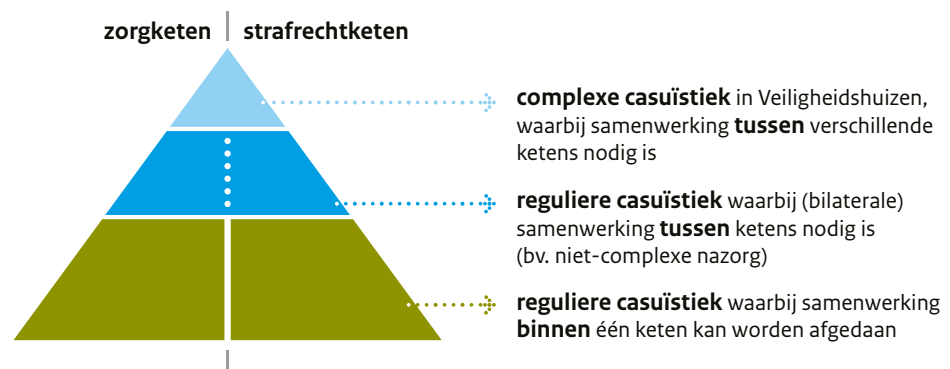 zorgketen strafrechtketen
complexe casuïstiek in Veiligheidshuizen,
waarbij samenwerking tussen verschillende
ketens nodig is
reguliere casuïstiek waarbij (bilaterale)
samenwerking tussen ketens nodig is
(bv. niet-complexe nazorg)
reguliere casuïstiek waarbij samenwerking
binnen één keten kan worden afgedaan